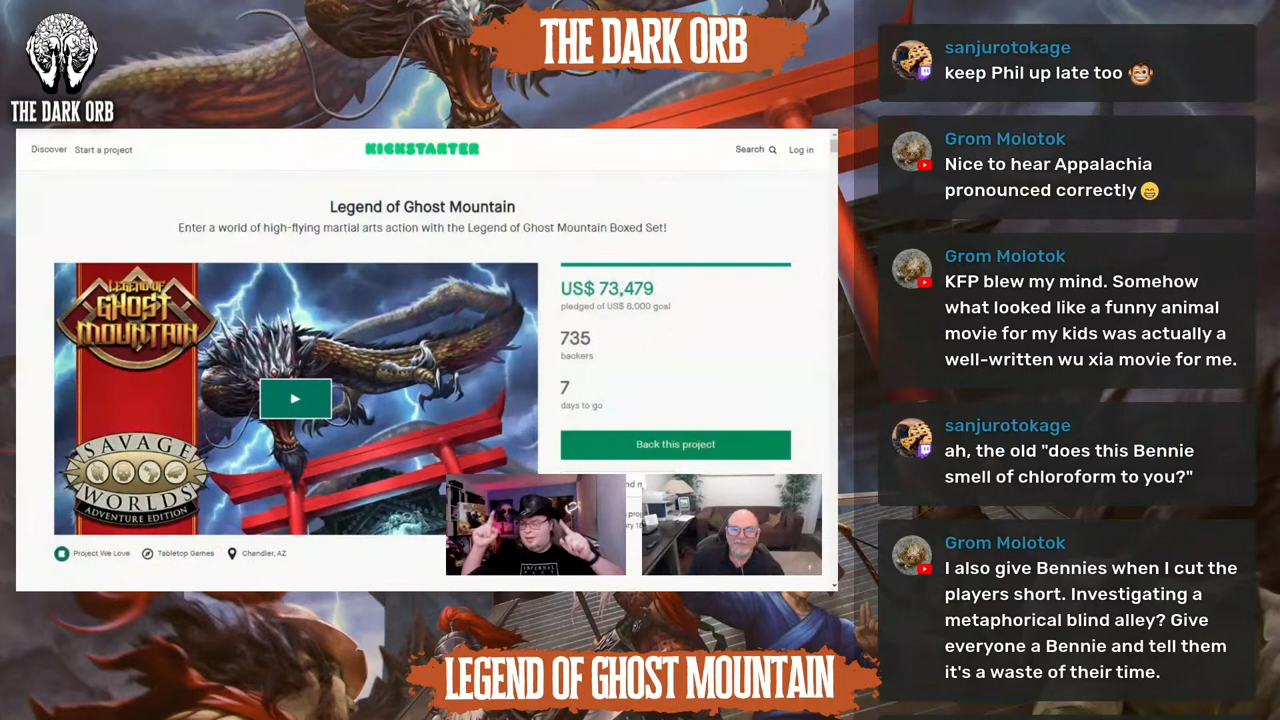 THE DARK ORB
THE DARK ORB
Discover Start a project
KICKSTARTER
Search
Log in
Legend of Ghost Mountain
Enter a world of high-flying martial arts action with the Legend of Ghost Mountain Boxed Set!
LEGEND OF
GHOST
MOUNTAIN
SAVAGE
WORLDS
ADVENTURE EDITION
US$ 73,479
pledged of US$ 8,000 goal
735
backers
7
days to go
Back this project
Project We Love
Tabletop Games
Chandler, AZ
INFERNAL
PACT
LEGEND OF GHOST MOUNTAIN
sanjurotokage
keep Phil up late too
Grom Molotok
Nice to hear Appalachia
pronounced correctly
Grom Molotok
KFP blew my mind. Somehow
what looked like a funny animal
movie for my kids was actually a
well-written wu xia movie for me.
sanjurotokage
ah, the old "does this Bennie
smell of chloroform to you?"
Grom Molotok
I also give Bennies when I cut the
players short. Investigating a
metaphorical blind alley? Give
everyone a Bennie and tell them
it's a waste of their time.